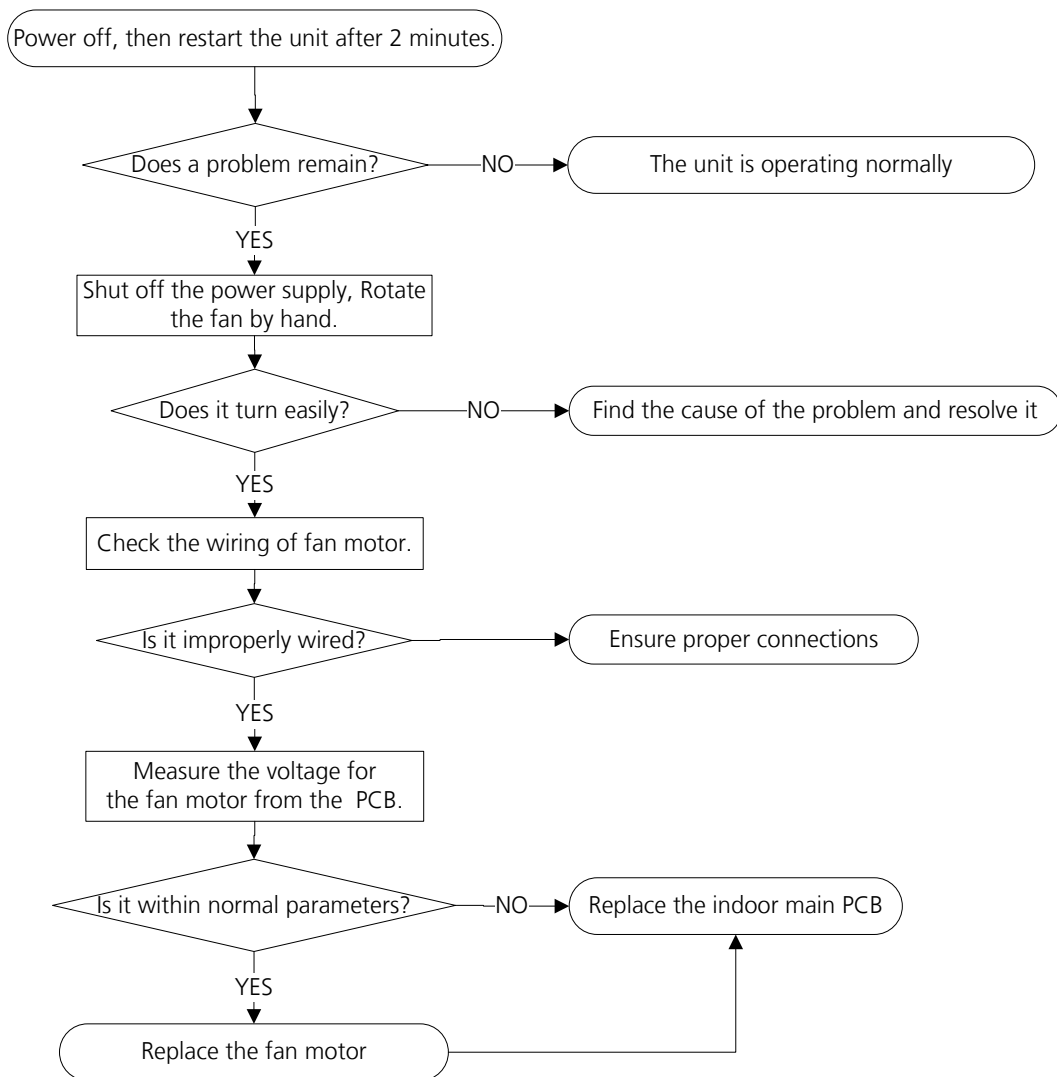 Power off, then restart the unit after 2 minutes.
Does a problem remain?
NO
The unit is operating normally
YES
Shut off the power supply, Rotate
the fan by hand.
Does it turn easily?
NO
Find the cause of the problem and resolve it
YES
Check the wiring of fan motor.
Is it improperly wired?
Ensure proper connections
YES
Measure the voltage for
the fan motor from the PCB.
Is it within normal parameters?
NO
Replace the indoor main PCB
YES
Replace the fan motor